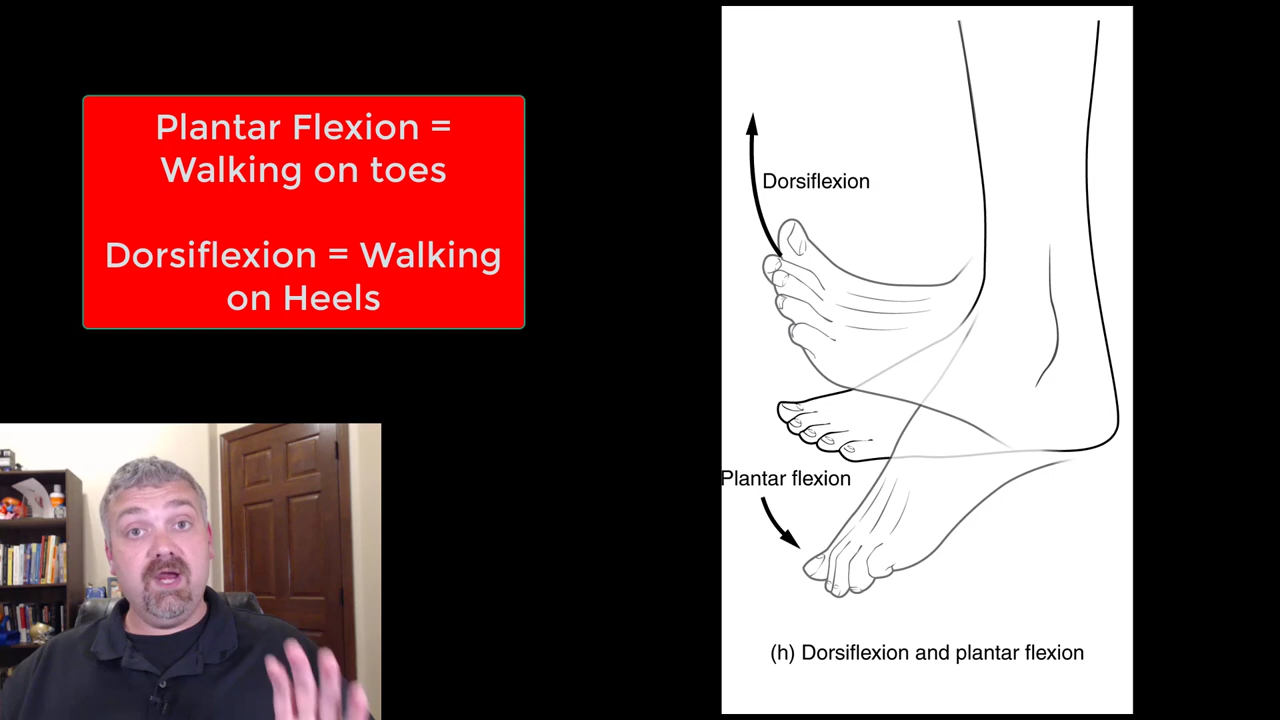 Plantar Flexion =
Walking on toes
Dorsiflexion = Walking
on Heels
Dorsiflexion
Plantar flexion
(h) Dorsiflexion and plantar flexion